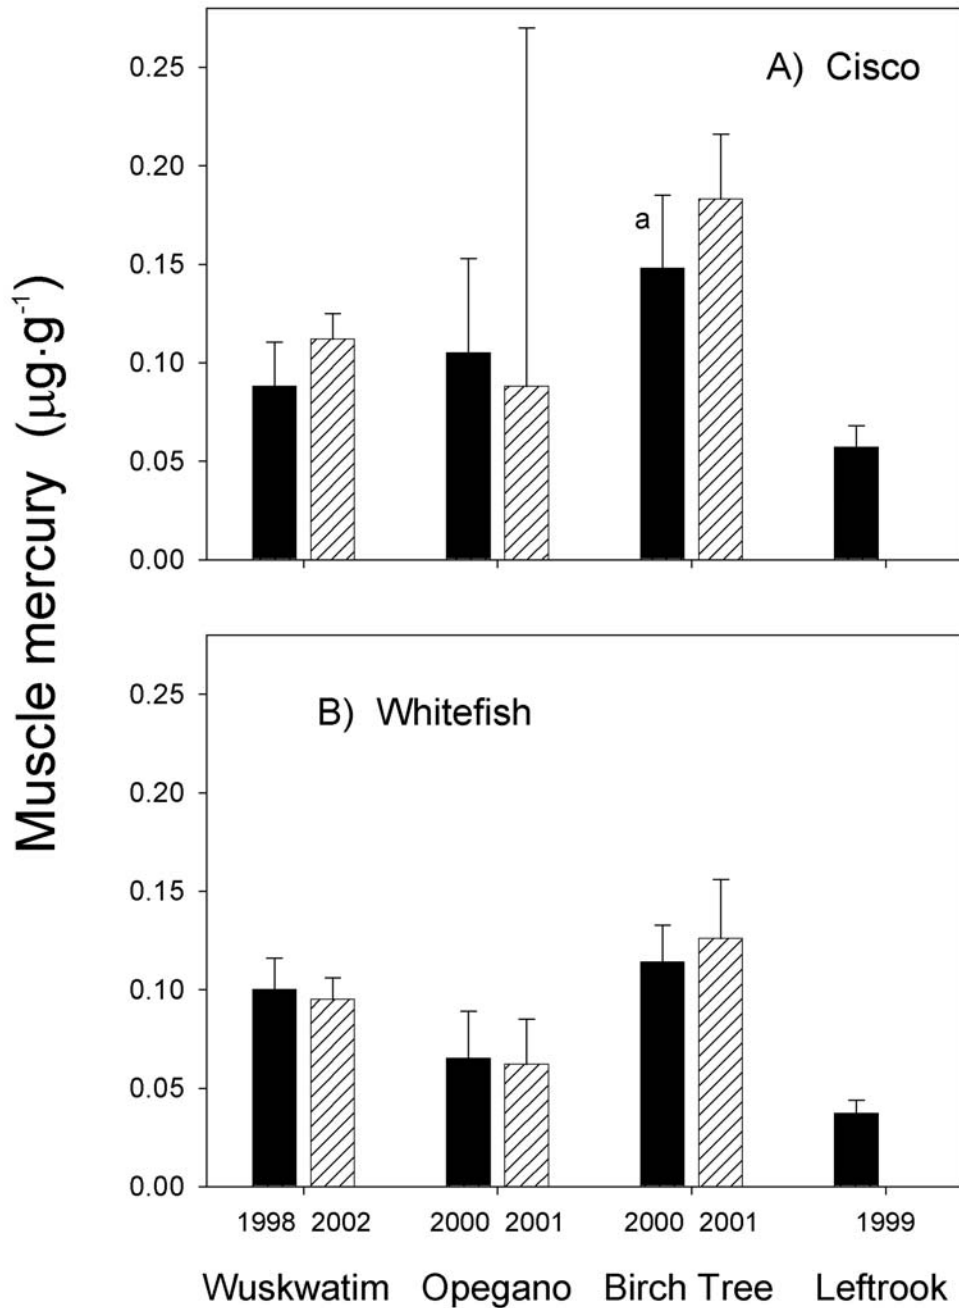 Muscle mercury (µg·g-1)
A) Cisco
0.25
0.20
a
0.15
0.10
0.05
0.00
B) Whitefish
0.25
0.20
0.15
0.10
0.05
0.00
1998 2002 2000 2001 2000 2001 1999
Wuskwatim Opegano Birch Tree Leftrook